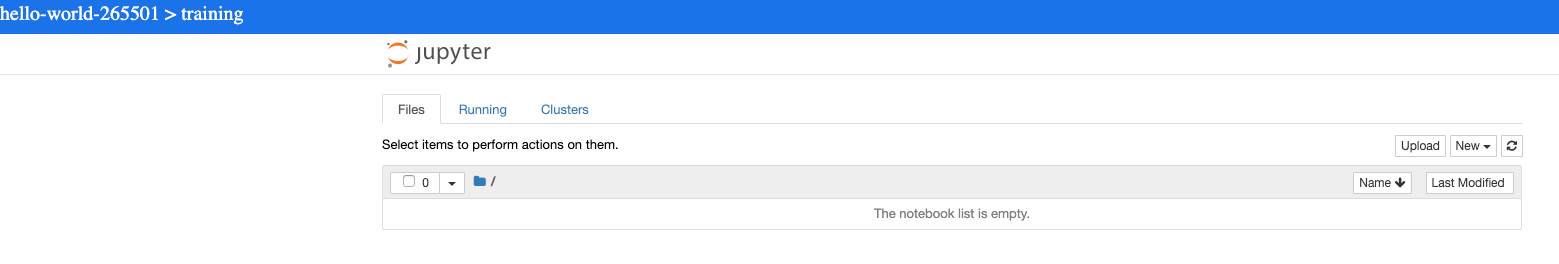 hello-world-265501 > training
jupyter
Files Running Clusters
Select items to perform actions on them. Upload New
0 / Name Last Modified
The notebook list is empty.